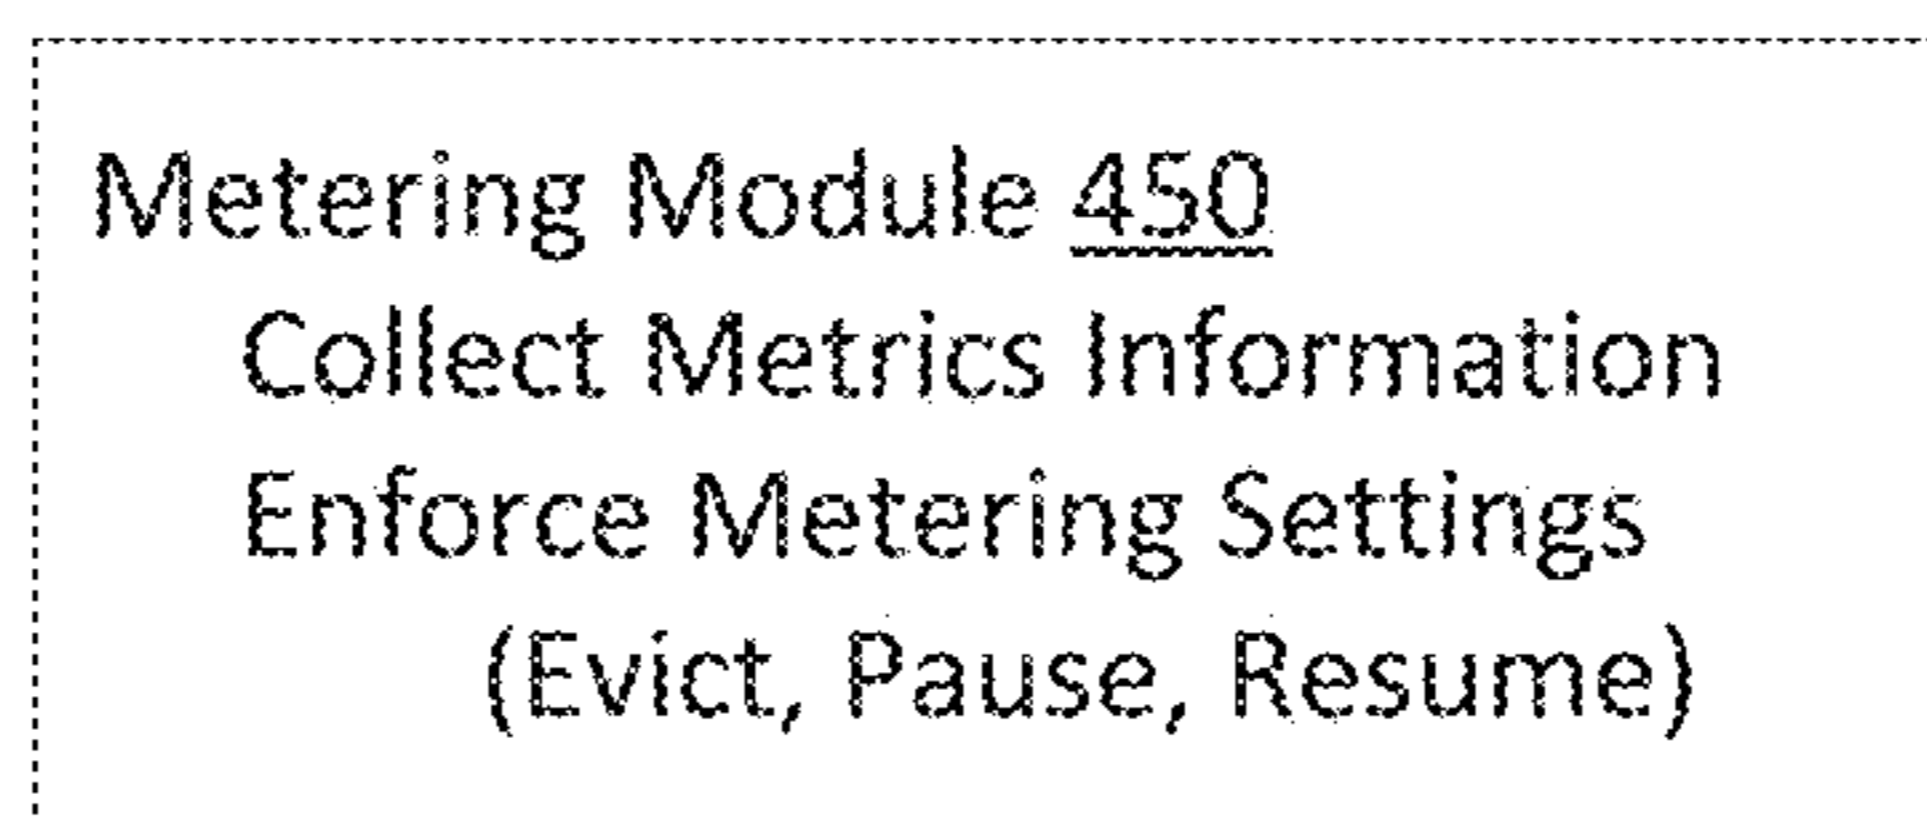 Metering Module 450
Collect Metrics Information
Enforce Metering Settings
(Evict, Pause, Resume)